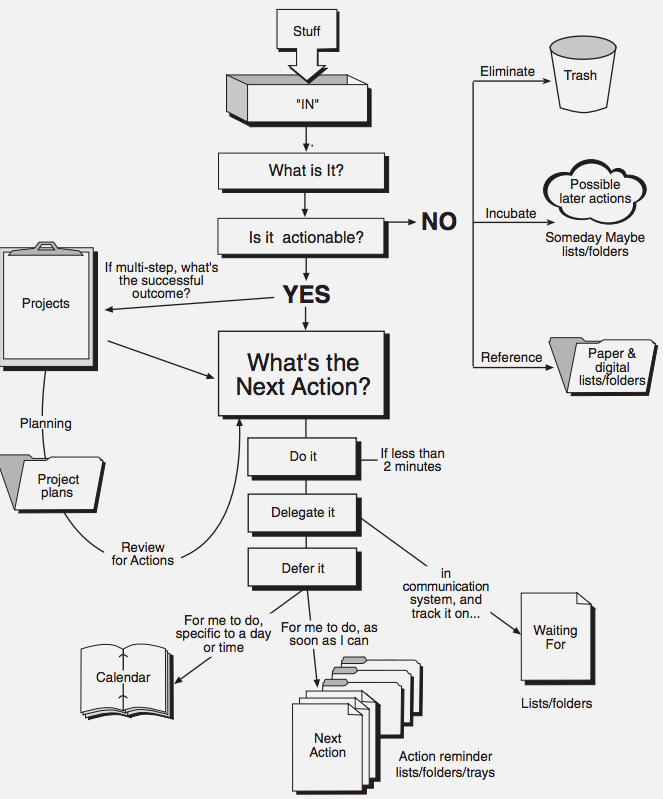 Stuff
"IN"
What is It?
Is it actionable?
NO
Eliminate
Trash
Incubate
Possible
later actions
Someday Maybe
lists/folders
Reference
Paper &
digital
lists/folders
YES
If multi-step, what's
the successful
outcome?
Projects
What's the
Next Action?
Planning
Project
plans
Review
for Actions
Do it
If less than
2 minutes
Delegate it
in
communication
system, and
track it on...
Waiting
For
Lists/folders
Defer it
For me to do,
specific to a day
or time
Calendar
For me to do, as
soon as I can
Next
Action
Action reminder
lists/folders/trays